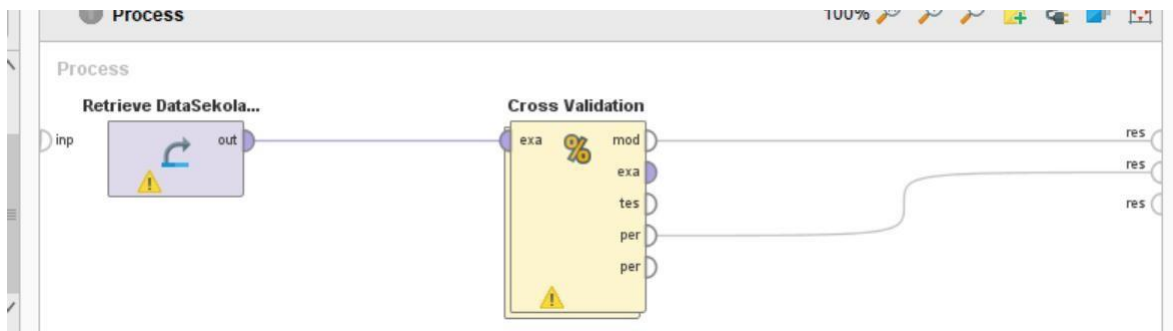 Process
100%
Process
Retrieve DataSekola...
Cross Validation
inp
out
exa
%
mod
exa
tes
per
per
res
res
res